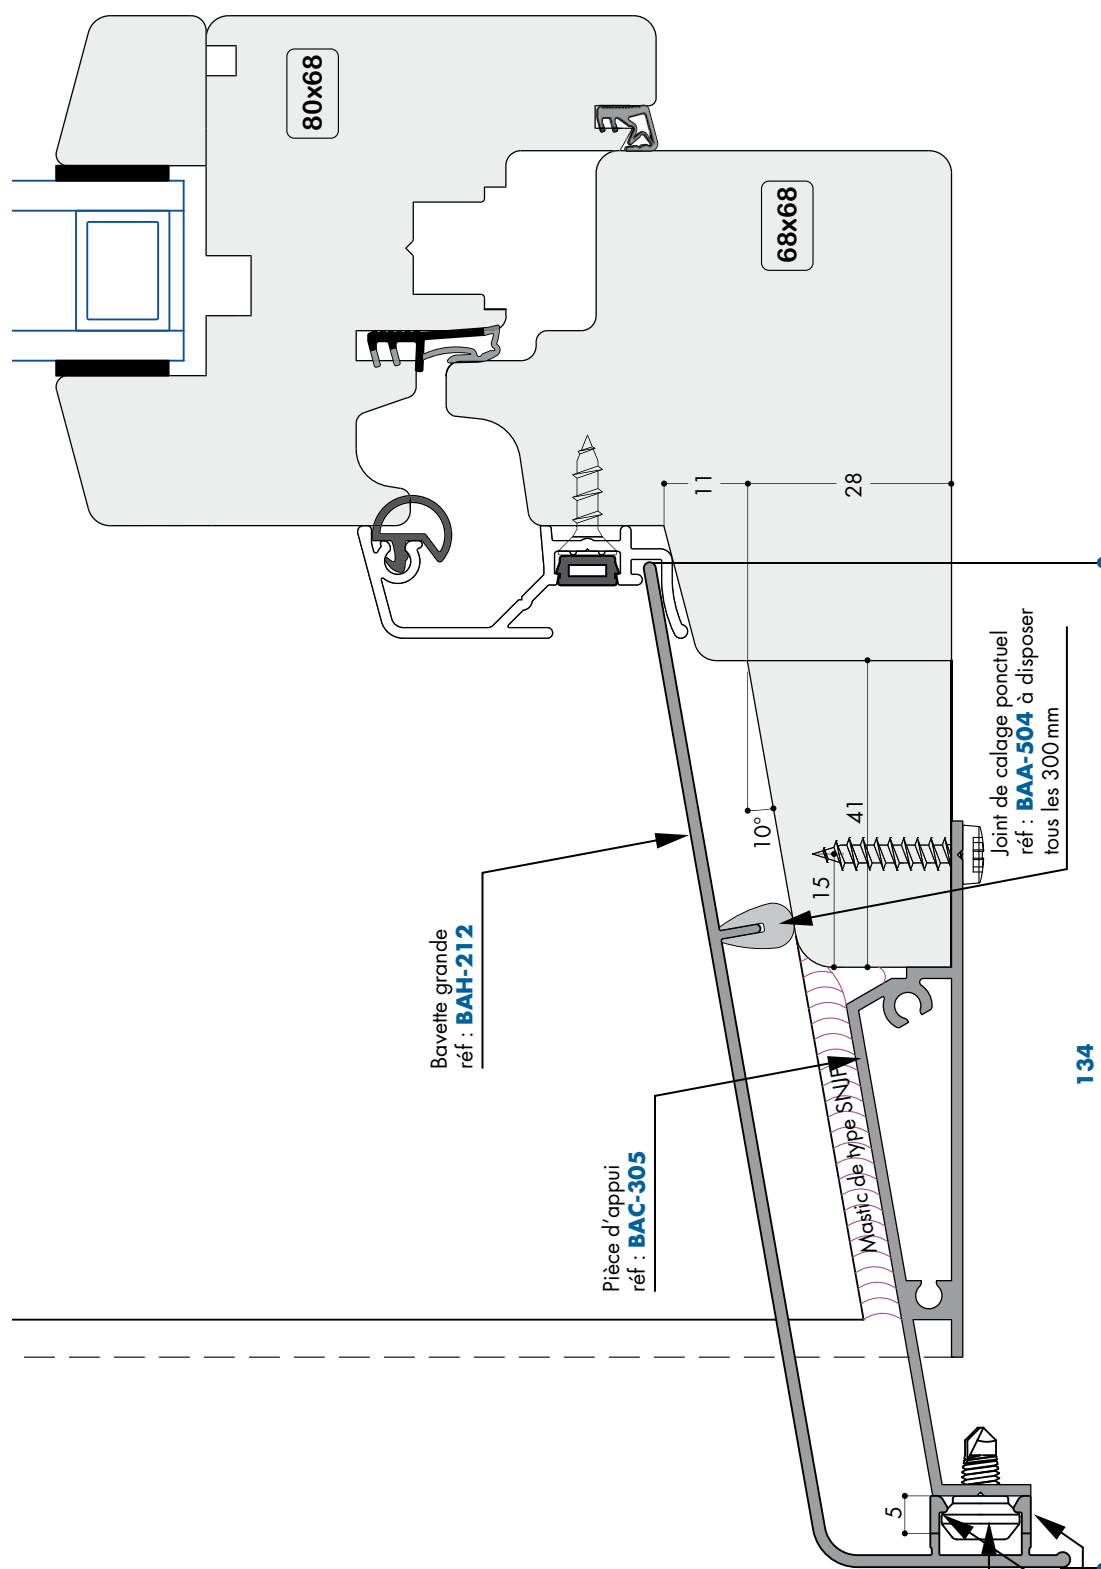 80x68
68x68
11
28
10°
41
15
Joint de calage ponctuel
réf : BAA-504 à disposer
tous les 300 mm
Bavette grande
réf : BAH-212
Pièce d'appui
réf : BAC-305
Mastic de type SNJF
134
5